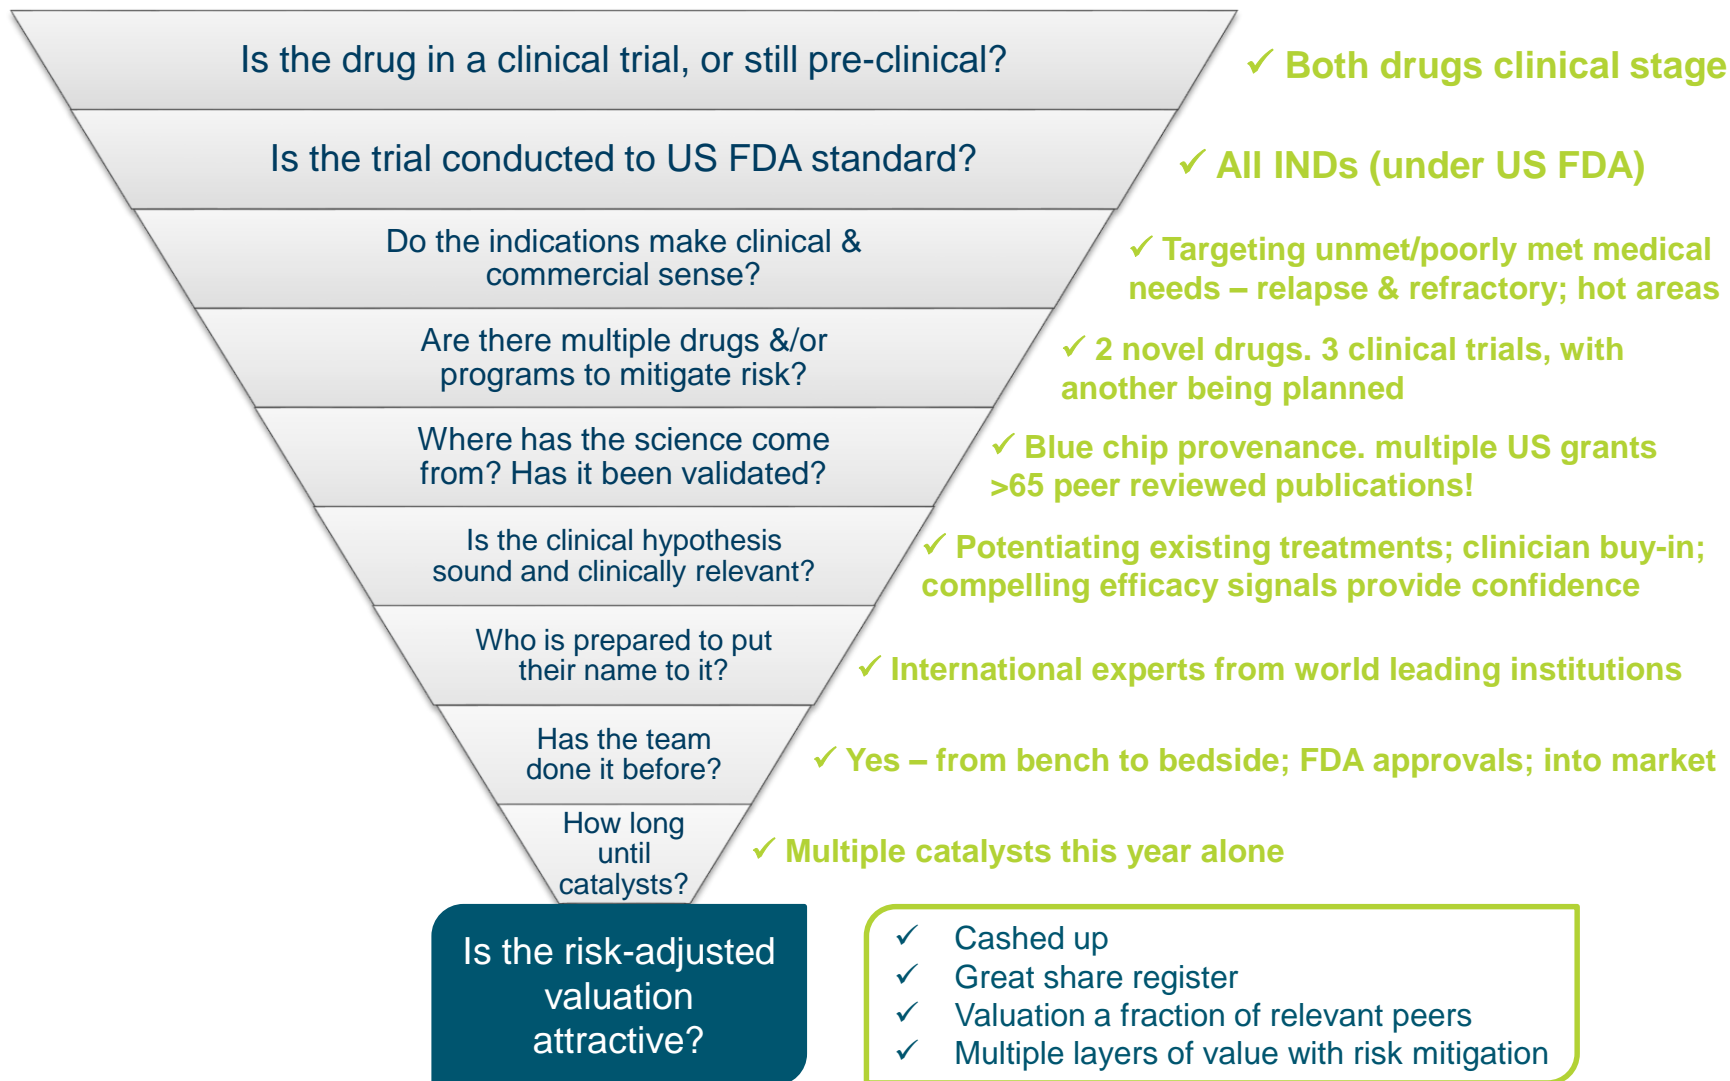 Is the drug in a clinical trial, or still pre-clinical?
✓ Both drugs clinical stage
Is the trial conducted to US FDA standard?
✓ All INDs (under US FDA)
Do the indications make clinical &
commercial sense?
✓ Targeting unmet/poorly met medical
needs – relapse & refractory; hot areas
Are there multiple drugs &/or
programs to mitigate risk?
✓ 2 novel drugs. 3 clinical trials, with
another being planned
Where has the science come
from? Has it been validated?
✓ Blue chip provenance. multiple US grants
>65 peer reviewed publications!
Is the clinical hypothesis
sound and clinically relevant?
✓ Potentiating existing treatments; clinician buy-in;
compelling efficacy signals provide confidence
Who is prepared to put
their name to it?
✓ International experts from world leading institutions
Has the team
done it before?
✓ Yes – from bench to bedside; FDA approvals; into market
How long
until
catalysts?
✓ Multiple catalysts this year alone
Is the risk-adjusted
valuation
attractive?
✓ Cashed up
✓ Great share register
✓ Valuation a fraction of relevant peers
✓ Multiple layers of value with risk mitigation